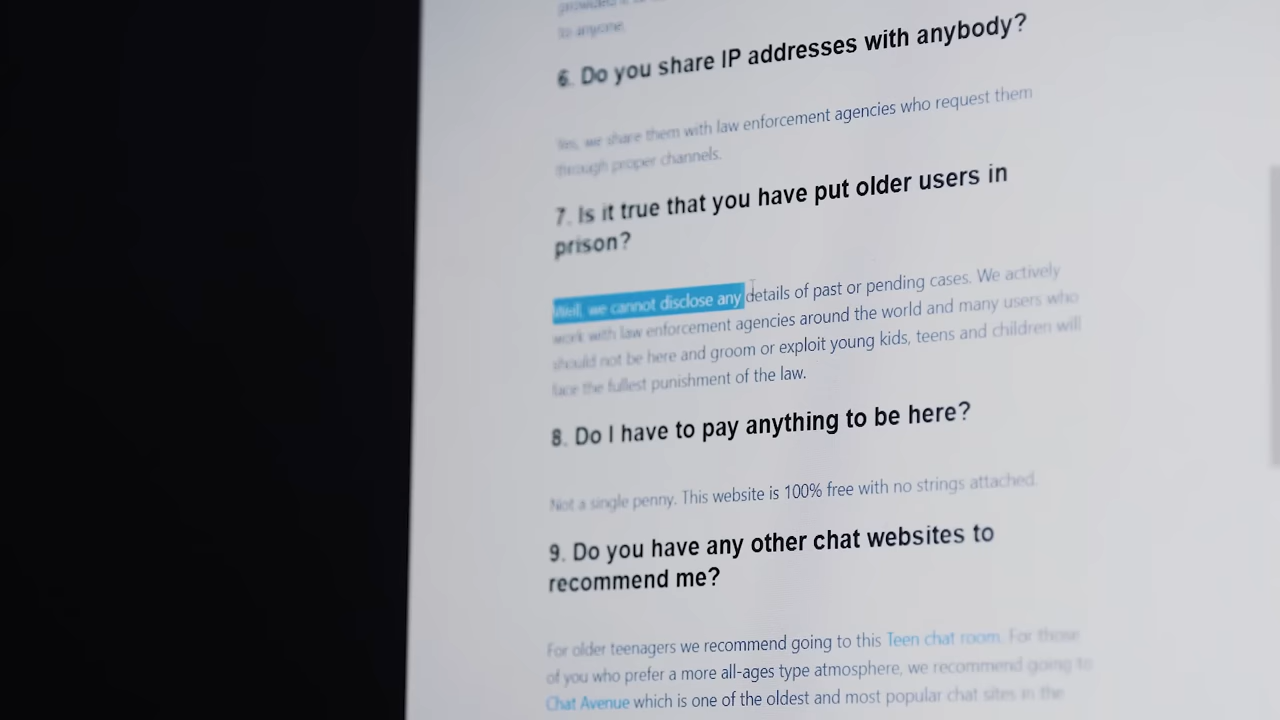 provided it to
to anyone.
6. Do you share IP addresses with anybody?
Yes, we share them with law enforcement agencies who request them
through proper channels.
7. Is it true that you have put older users in
prison?
Well, we cannot disclose any details of past or pending cases. We actively
work with law enforcement agencies around the world and many users who
should not be here and groom or exploit young kids, teens and children will
face the fullest punishment of the law.
8. Do I have to pay anything to be here?
Not a single penny. This website is 100% free with no strings attached.
9. Do you have any other chat websites to
recommend me?
For older teenagers we recommend going to this Teen chat room. For those
of you who prefer a more all-ages type atmosphere, we recommend going to
Chat Avenue which is one of the oldest and most popular chat sites in the